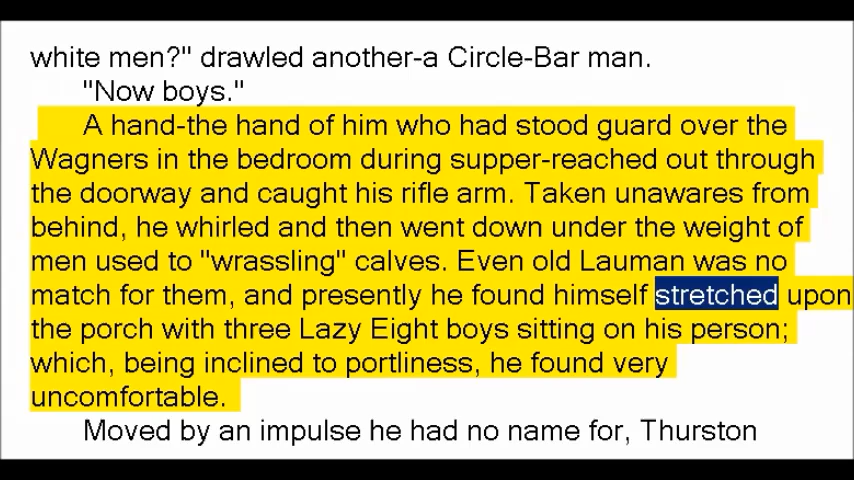 white men?" drawled another-a Circle-Bar man.
"Now boys."
A hand-the hand of him who had stood guard over the
Wagners in the bedroom during supper-reached out through
the doorway and caught his rifle arm. Taken unawares from
behind, he whirled and then went down under the weight of
men used to "wrassling" calves. Even old Lauman was no
match for them, and presently he found himself stretched upon
the porch with three Lazy Eight boys sitting on his person;
which, being inclined to portliness, he found very
uncomfortable.
Moved by an impulse he had no name for, Thurston